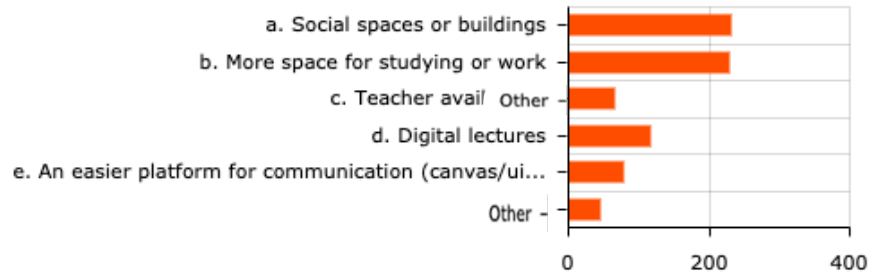 a. Social spaces or buildings
b. More space for studying or work
c. Teacher avail Other
d. Digital lectures
e. An easier platform for communication (canvas/ui...
Other -
0 200 400